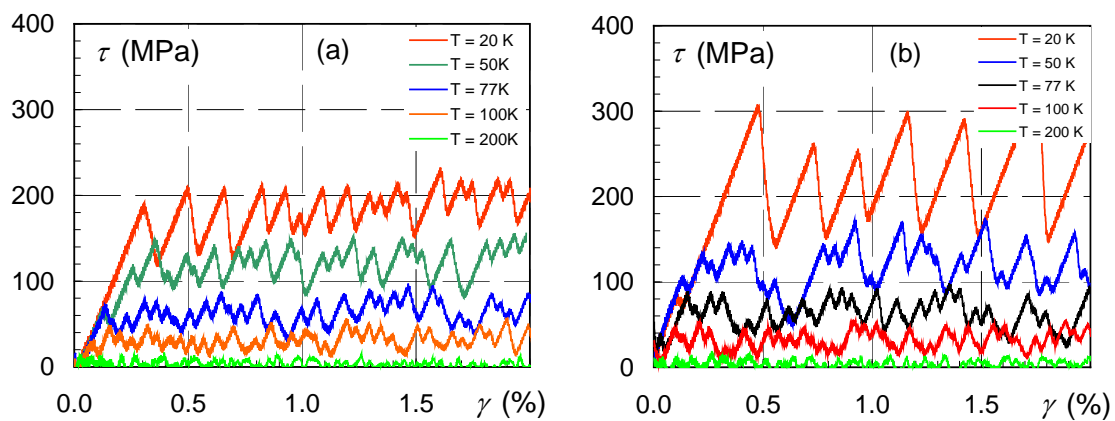 400
300
200
100
0
τ (MPa)
(a)
T = 20 K
T = 50K
T = 77K
T = 100K
T = 200K
0.0 0.5 1.0 1.5 γ (%)
400
300
200
100
0
τ (MPa)
(b)
T = 20 K
T = 50 K
T = 77 K
T = 100 K
T = 200 K
0.0 0.5 1.0 1.5 γ (%)